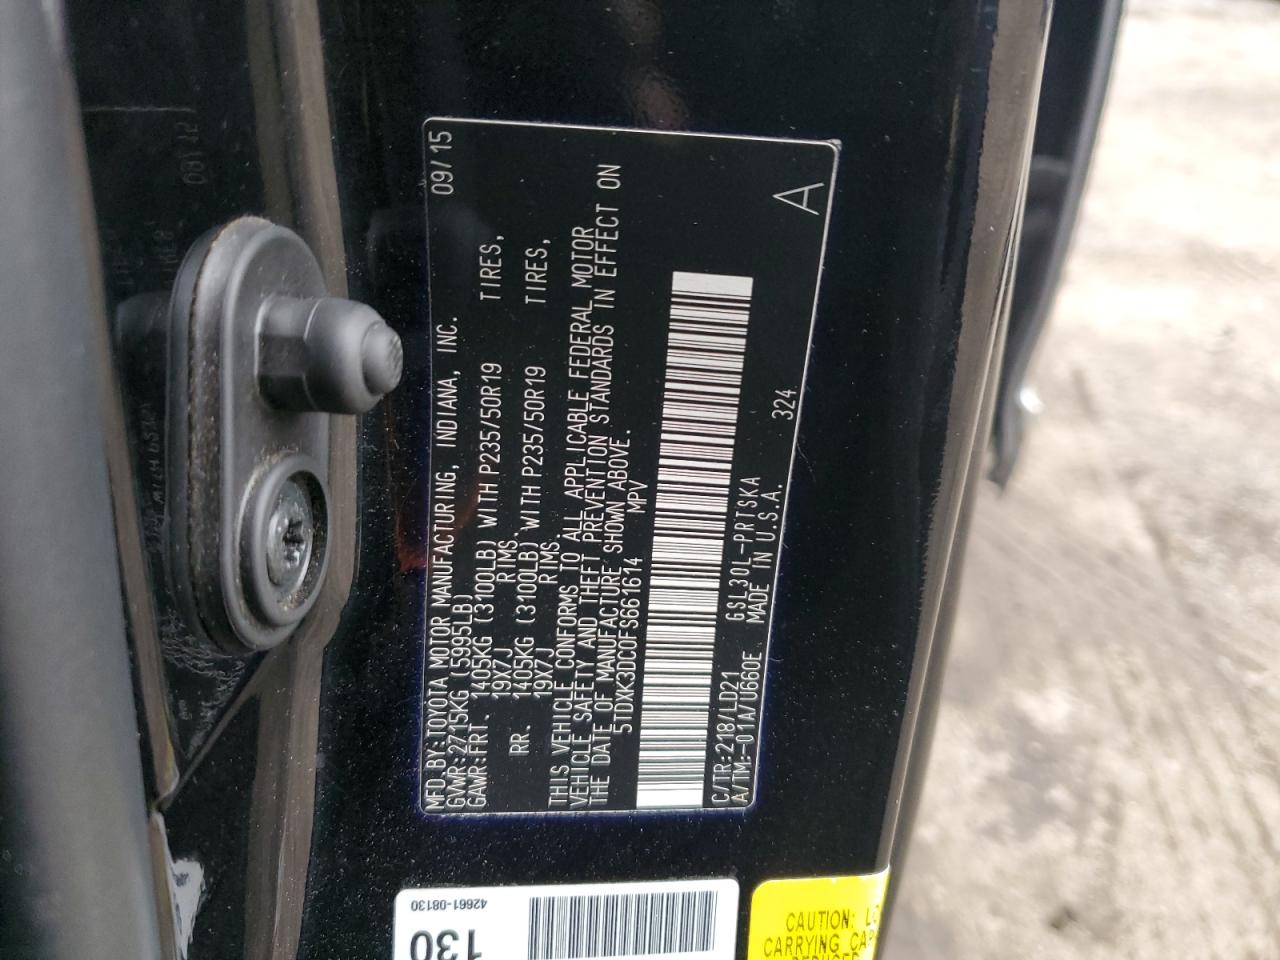 MFD.BY:TOYOTA MOTOR MANUFACTURING, INDIANA, INC. 09/15
GVWR:2715KG (5995LB)
GAWR:FRT. 1405KG (3100LB) WITH P235/50R19 TIRES,
19X7J RIMS.
RR. 1405KG (3100LB) WITH P235/50R19 TIRES,
19X7J RIMS.
THIS VEHICLE CONFORMS TO ALL APPLICABLE FEDERAL MOTOR
VEHICLE SAFETY AND THEFT PREVENTION STANDARDS IN EFFECT ON
THE DATE OF MANUFACTURE SHOWN ABOVE.
5TDXK3DC0FS661614 MPV
C/TR:218/LD21 GSL30L-PRTSKA 324 A
A/TM:-01A/U660E MADE IN U.S.A.
42661-08130
130
CAUTION:
CARRYING
REDUCED